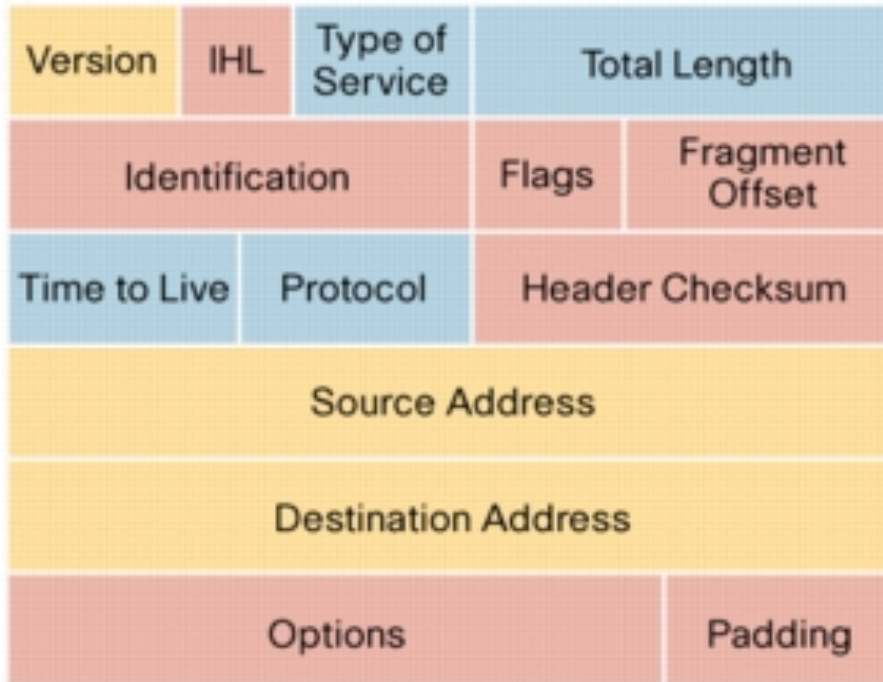 Version IHL Type of Service Total Length
Identification Flags Fragment Offset
Time to Live Protocol Header Checksum
Source Address
Destination Address
Options Padding